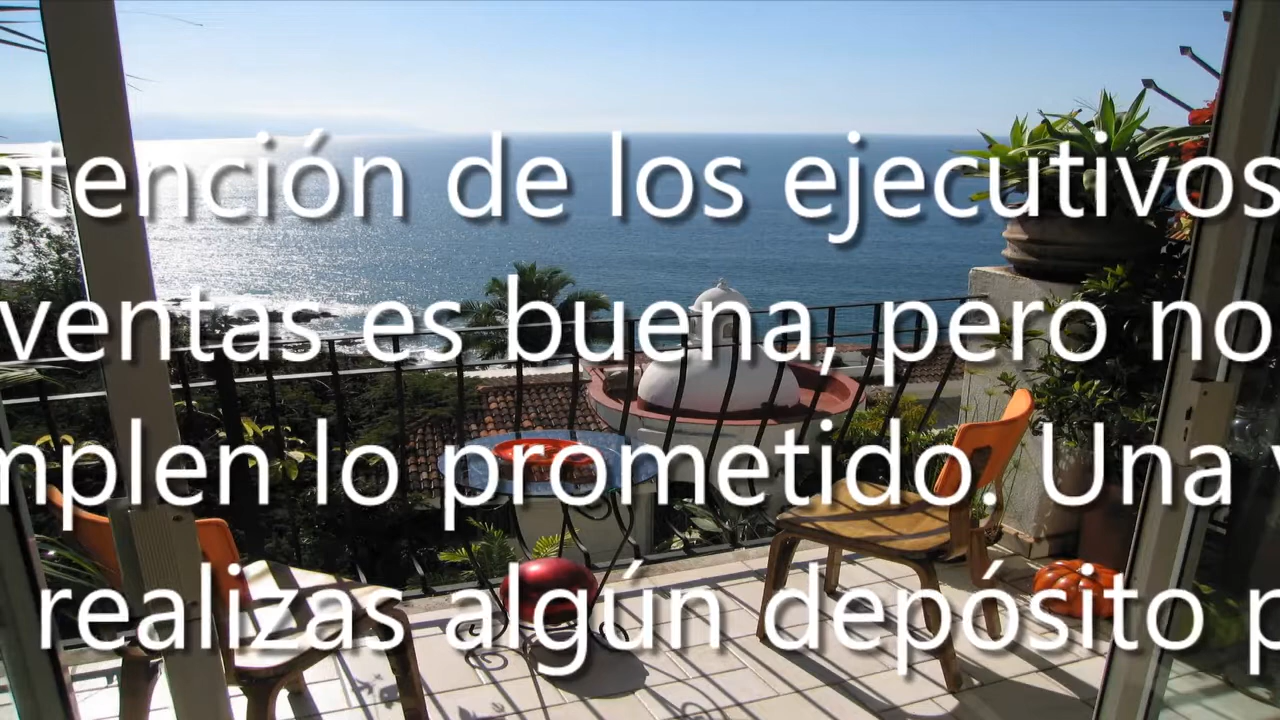 atención de los ejecutivos
ventas es buena, pero no
mplen lo prometido. Una
realizas algún depósito p